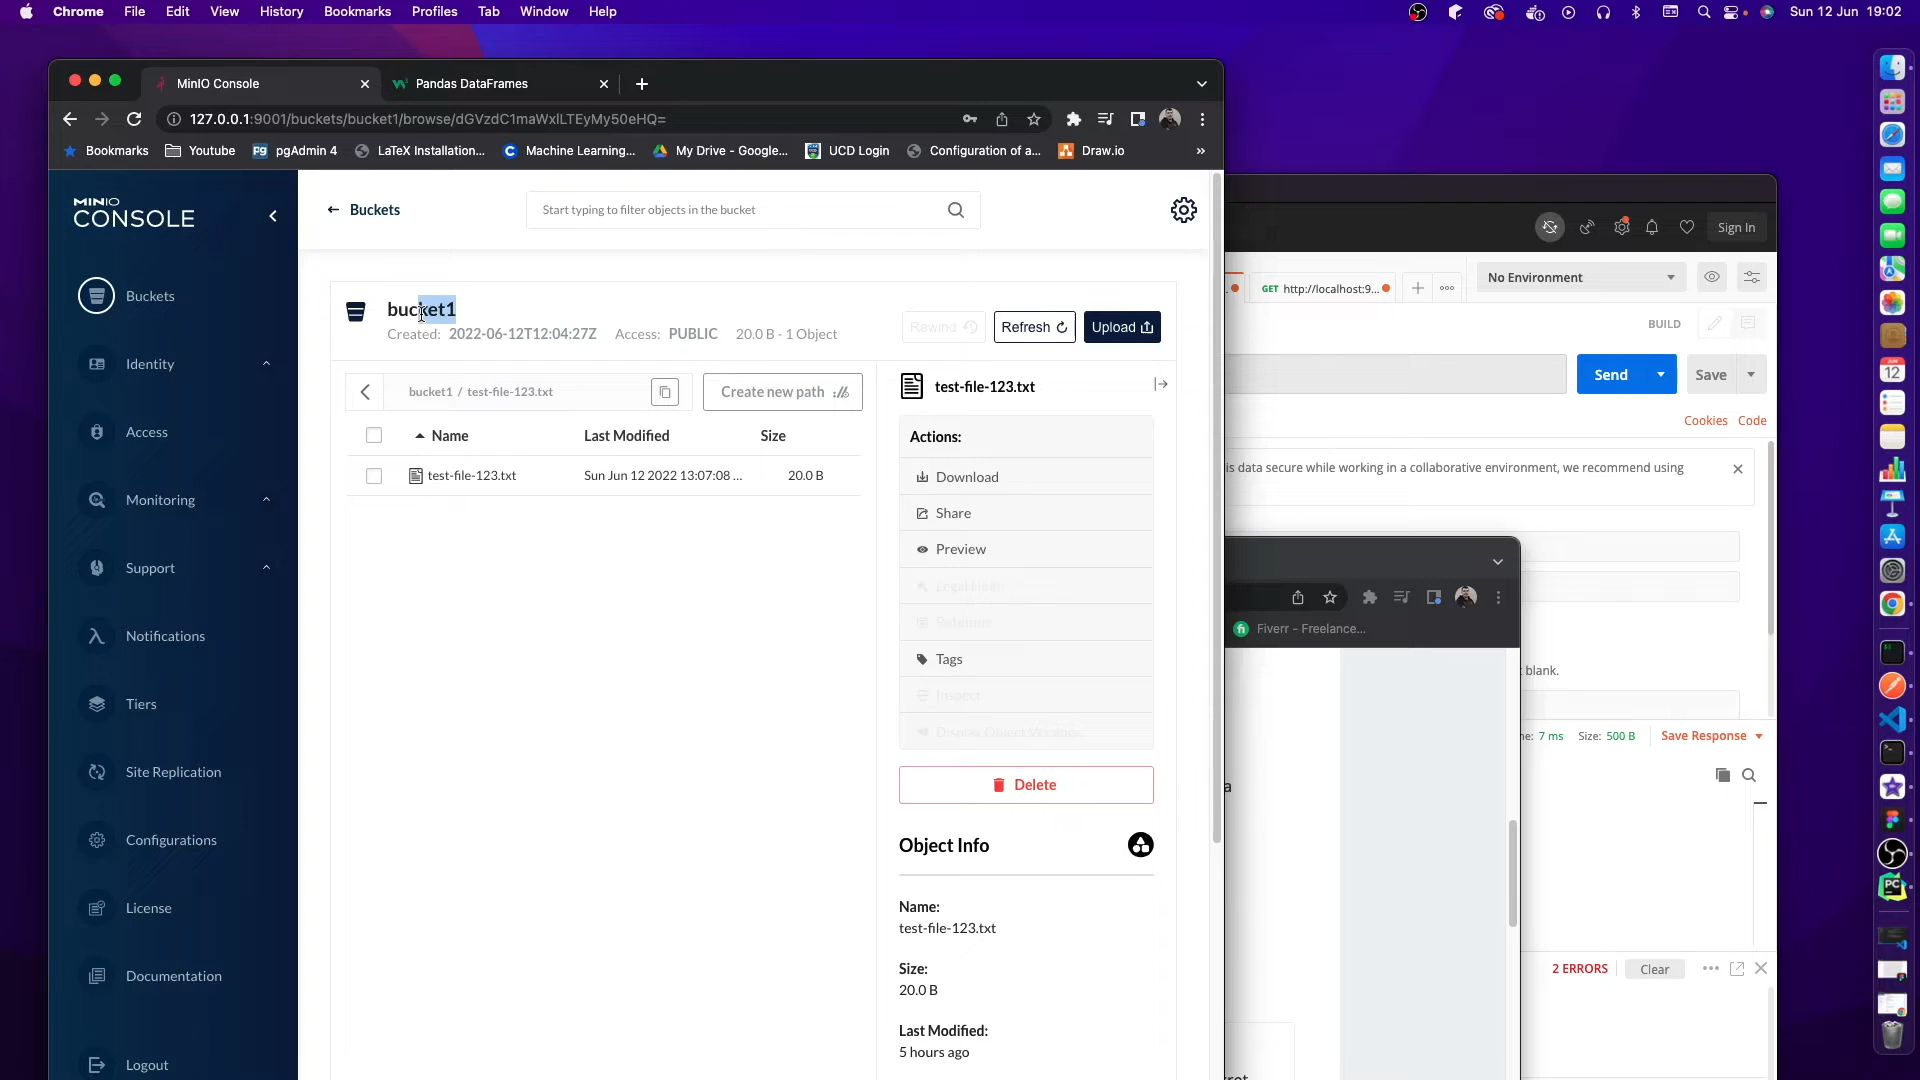 Chrome File Edit View History Bookmarks Profiles Tab Window Help
Sun 12 Jun 19:02
MinIO Console
Pandas DataFrames
127.0.0.1:9001/buckets/bucket1/browse/dGVzdC1maWxlLTEyMy50eHQ=
Bookmarks Youtube pgAdmin 4 LaTeX Installation... Machine Learning... My Drive - Google... UCD Login Configuration of a... Draw.io »
MINIO
CONSOLE
Buckets
Identity
Access
Monitoring
Support
Notifications
Tiers
Site Replication
Configurations
License
Documentation
Logout
Buckets
Start typing to filter objects in the bucket
bucket1
Created: 2022-06-12T12:04:27Z Access: PUBLIC 20.0 B - 1 Object
Rewind Refresh Upload
bucket1 / test-file-123.txt
Create new path
Name Last Modified Size
test-file-123.txt Sun Jun 12 2022 13:07:08 ... 20.0 B
test-file-123.txt
Actions:
Download
Share
Preview
Legal Hold
Retention
Tags
Inspect
Display Object Versions
Delete
Object Info
Name:
test-file-123.txt
Size:
20.0 B
Last Modified:
5 hours ago
Sign In
GET http://localhost:9...
No Environment
BUILD
Send Save
Cookies Code
is data secure while working in a collaborative environment, we recommend using
Fiverr - Freelance...
blank.
7 ms Size: 500 B Save Response
2 ERRORS Clear